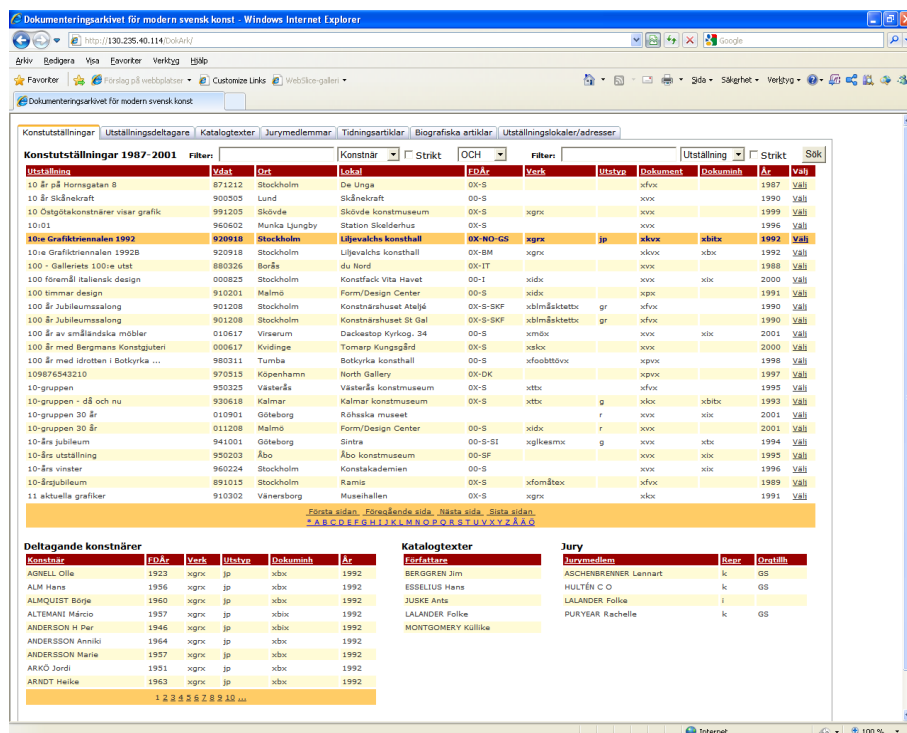 Dokumenteringsarkivet för modern svensk konst - Windows Internet Explorer
http://130.235.40.114/DokArk/ Google
Arkiv Redigera Visa Favoriter Verktyg Hjälp
Favoriter Förslag på webbplatser Customize Links WebSlice-galleri Sida Säkerhet Verktyg
Dokumenteringsarkivet för modern svensk konst
Konstutställningar Utställningsdeltagare Katalogtexter Jurymedlemmar Tidningsartiklar Biografiska artiklar Utställningslokaler/adresser
Konstutställningar 1987-2001 Filter: Konstnär Strikt OCH Filter: Utställning Strikt Sök
Utställning Vdat Ort Lokal FDÅr Verk Utstyp Dokument Dokuminh År Välj
10 år på Hornsgatan 8 871212 Stockholm De Unga 0X-S xfvx 1987 Välj
10 år Skånekraft 900505 Lund Skånekraft 00-S xvx 1990 Välj
10 Östgötakonstnärer visar grafik 991205 Skövde Skövde konstmuseum 0X-S xgrx xvx 1999 Välj
10:01 960602 Munka Ljungby Station Skelderhus 0X-S xvx 1996 Välj
10:e Grafiktriennalen 1992 920918 Stockholm Liljevalchs konsthall 0X-NO-GS xgrx jp xkvx xbitx 1992 Välj
10:e Grafiktriennalen 1992B 920918 Stockholm Liljevalchs konsthall 0X-BM xgrx xkvx xbx 1992 Välj
100 - Galleriets 100:e utst 880326 Borås du Nord 0X-IT xvx 1988 Välj
100 föremål italiensk design 000825 Stockholm Konstfack Vita Havet 00-I xidx xvx xix 2000 Välj
100 timmar design 910201 Malmö Form/Design Center 00-S xidx xpx 1991 Välj
100 år Jubileumssalong 901208 Stockholm Konstnärshuset Ateljé 0X-S-SKF xblmåsktettx gr xfvx 1990 Välj
100 år Jubileumssalong 901208 Stockholm Konstnärshuset St Gal 0X-S-SKF xblmåsktettx gr xfvx 1990 Välj
100 år av småländska möbler 010617 Virserum Dackestop Kyrkog. 34 00-S xmöx xvx xix 2001 Välj
100 år med Bergmans Konstgjuteri 000617 Kvidinge Tomarp Kungsgård 0X-S xskx xvx 2000 Välj
100 år med idrotten i Botkyrka ... 980311 Tumba Botkyrka konsthall 00-S xfoobttövx xpvx 1998 Välj
109876543210 970515 Köpenhamn North Gallery 0X-DK xpvx 1997 Välj
10-gruppen 950325 Västerås Västerås konstmuseum 0X-S xttx xfvx 1995 Välj
10-gruppen - då och nu 930618 Kalmar Kalmar konstmuseum 0X-S xttx g xkx xbitx 1993 Välj
10-gruppen 30 år 010901 Göteborg Röhsska museet r xvx xix 2001 Välj
10-gruppen 30 år 011208 Malmö Form/Design Center 00-S xidx r xvx xix 2001 Välj
10-års jubileum 941001 Göteborg Sintra 00-S-SI xglkesmx g xvx xtx 1994 Välj
10-års utställning 950203 Åbo Åbo konstmuseum 00-SF xvx xix 1995 Välj
10-års vinster 960224 Stockholm Konstakademien 00-S xvx xix 1996 Välj
10-årsjubileum 891015 Stockholm Ramis 0X-S xfomåtex xfvx 1989 Välj
11 aktuella grafiker 910302 Vänersborg Museihallen 0X-S xgrx xkx 1991 Välj
Första sidan Föregående sida Nästa sida Sista sidan
* A B C D E F G H I J K L M N O P Q R S T U V X Y Z Å Ä Ö
Deltagande konstnärer Katalogtexter Jury
Konstnär FDÅr Verk Utstyp Dokuminh År Författare Jurymedlem Repr Orgtillh
AGNELL Olle 1923 xgrx jp xbx 1992 BERGGREN Jim ASCHENBRENNER Lennart k GS
ALM Hans 1956 xgrx jp xbx 1992 ESSELIUS Hans HULTÉN C O k GS
ALMQUIST Börje 1960 xgrx jp xbx 1992 JUSKE Ants LALANDER Folke i
ALTEMANI Márcio 1957 xgrx jp xbix 1992 LALANDER Folke PURYEAR Rachelle k GS
ANDERSSON H Per 1946 xgrx jp xbix 1992 MONTGOMERY Küllike
ANDERSSON Anniki 1964 xgrx jp xbx 1992
ANDERSSON Marie 1957 xgrx jp xbx 1992
ARKÖ Jordi 1951 xgrx jp xbx 1992
ARNDT Heike 1963 xgrx jp xbx 1992
1 2 3 4 5 6 7 8 9 10 ...
Internet 100 %